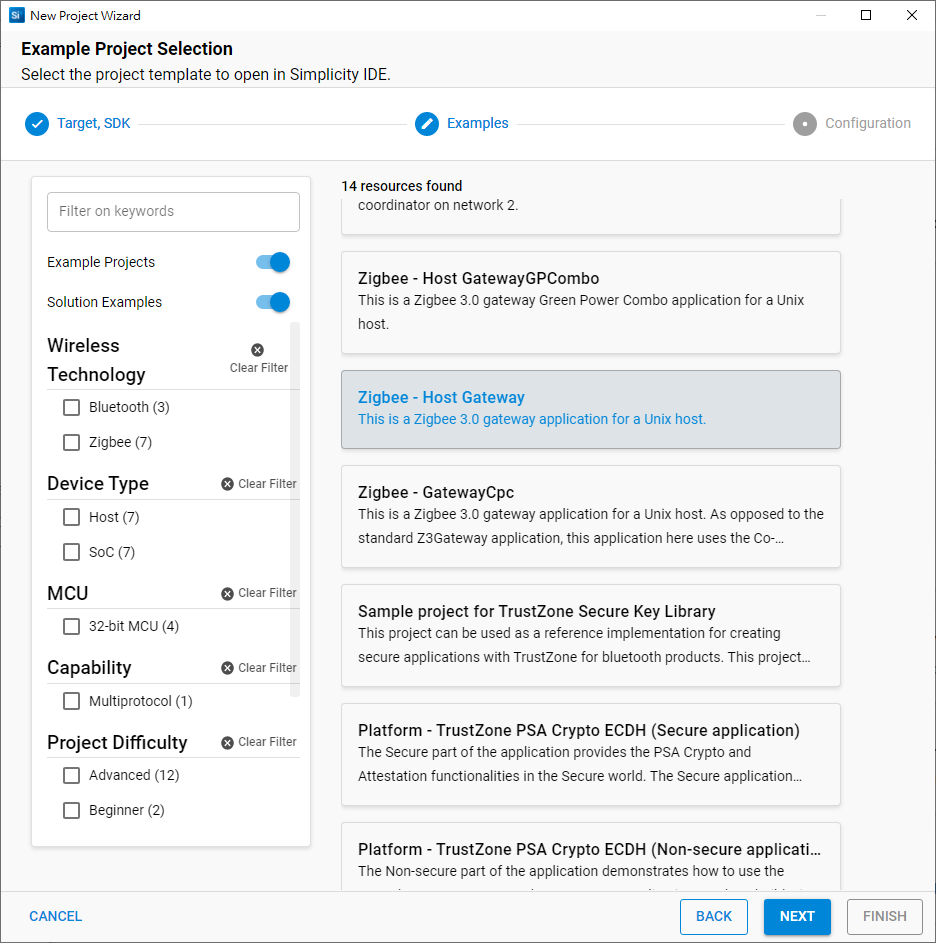 Si New Project Wizard
Example Project Selection
Select the project template to open in Simplicity IDE.
Target, SDK
Examples
Configuration
Filter on keywords
Example Projects
Solution Examples
Wireless
Technology
Clear Filter
Bluetooth (3)
Zigbee (7)
Device Type
Clear Filter
Host (7)
SoC (7)
MCU
Clear Filter
32-bit MCU (4)
Capability
Clear Filter
Multiprotocol (1)
Project Difficulty
Clear Filter
Advanced (12)
Beginner (2)
14 resources found
coordinator on network 2.
Zigbee - Host GatewayGPCombo
This is a Zigbee 3.0 gateway Green Power Combo application for a Unix
host.
Zigbee - Host Gateway
This is a Zigbee 3.0 gateway application for a Unix host.
Zigbee - GatewayCpc
This is a Zigbee 3.0 gateway application for a Unix host. As opposed to the
standard Z3Gateway application, this application here uses the Co-...
Sample project for TrustZone Secure Key Library
This project can be used as a reference implementation for creating
secure applications with TrustZone for bluetooth products. This project...
Platform - TrustZone PSA Crypto ECDH (Secure application)
The Secure part of the application provides the PSA Crypto and
Attestation functionalities in the Secure world. The Secure application...
Platform - TrustZone PSA Crypto ECDH (Non-secure applicati...
The Non-secure part of the application demonstrates how to use the
CANCEL
BACK
NEXT
FINISH